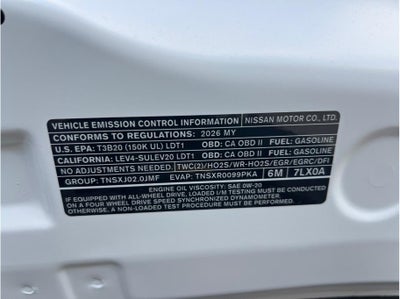 VEHICLE EMISSION CONTROL INFORMATION NISSAN MOTOR CO., LTD.
CONFORMS TO REGULATIONS: 2026 MY
U.S. EPA: T3B20 (150K UL) LDT1 OBD: CA OBD II FUEL: GASOLINE
CALIFORNIA: LEV4-SULEV20 LDT1 OBD: CA OBD II FUEL: GASOLINE
NO ADJUSTMENTS NEEDED. TWC(2)/HO2S/WR-HO2S/EGR/EGRC/DFI
GROUP: TNSXJ02.0JMF EVAP: TNSXR0099PKA 6M 7LX0A
ENGINE OIL VISCOSITY: SAE 0W-20
IF EQUIPPED WITH ALL-WHEEL DRIVE, LOADED I/M TESTING MUST BE CONDUCTED
ON A FOUR WHEEL DRIVE SPEED SYNCHRONIZED DYNAMOMETER
OR A NON-LOADED TEST PROCEDURE SHOULD BE USED.